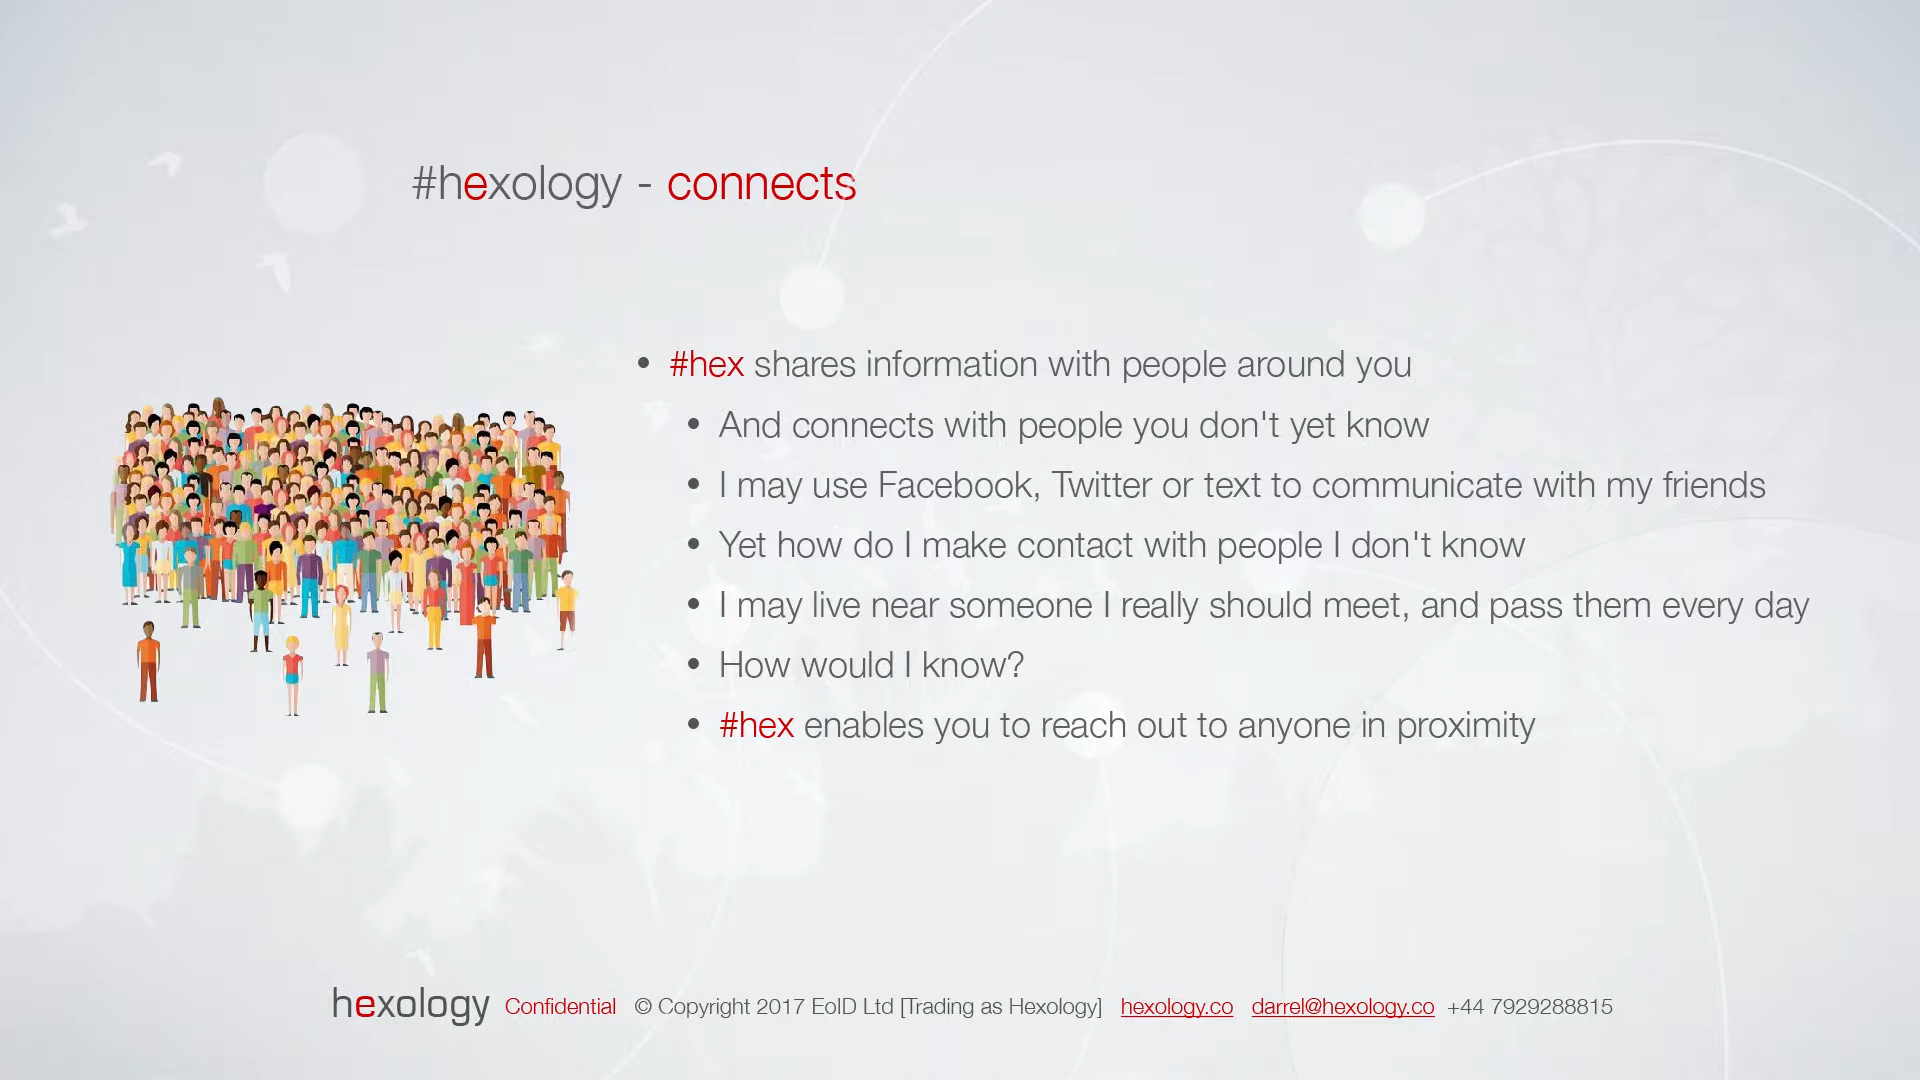 #hexology - connects
• #hex shares information with people around you
• And connects with people you don't yet know
• I may use Facebook, Twitter or text to communicate with my friends
• Yet how do I make contact with people I don't know
• I may live near someone I really should meet, and pass them every day
• How would I know?
• #hex enables you to reach out to anyone in proximity
hexology Confidential © Copyright 2017 EoID Ltd [Trading as Hexology] hexology.co darrel@hexology.co +44 7929288815